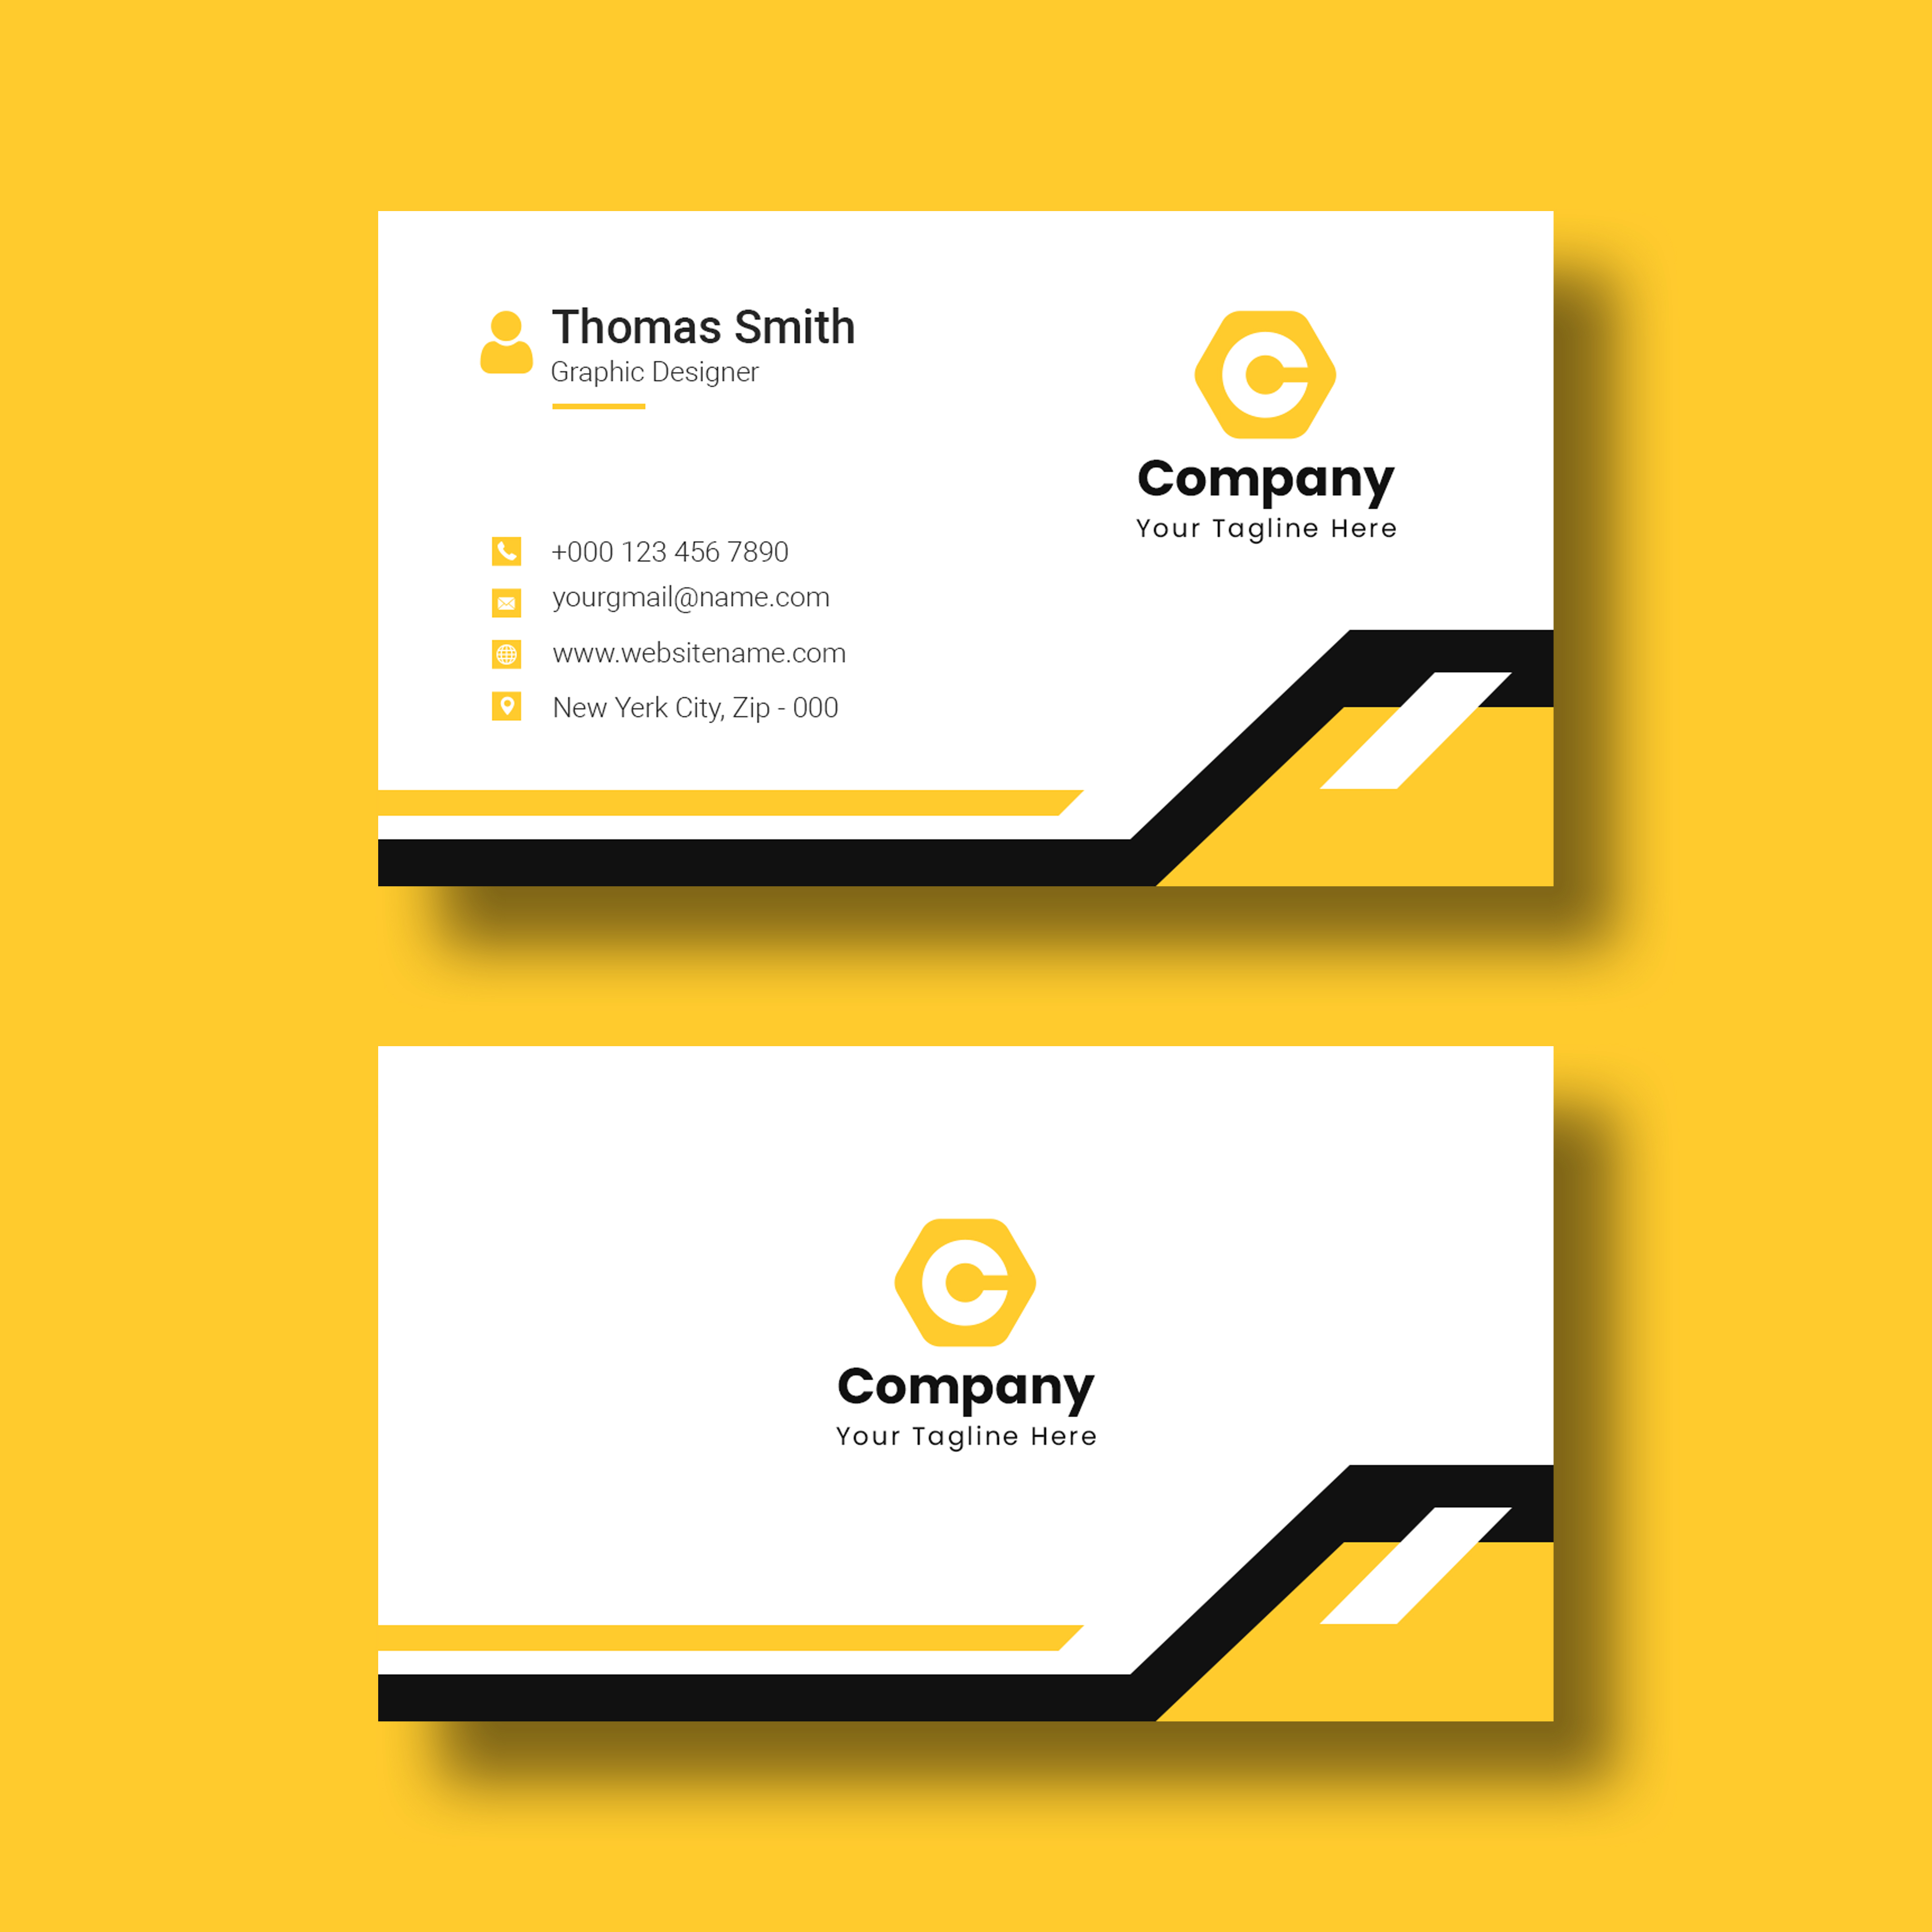 Thomas Smith
Graphic Designer
+000 123 456 7890
yourgmail@name.com
www.websitename.com
New Yerk City, Zip - 000
C
Company
Your Tagline Here
C
Company
Your Tagline Here